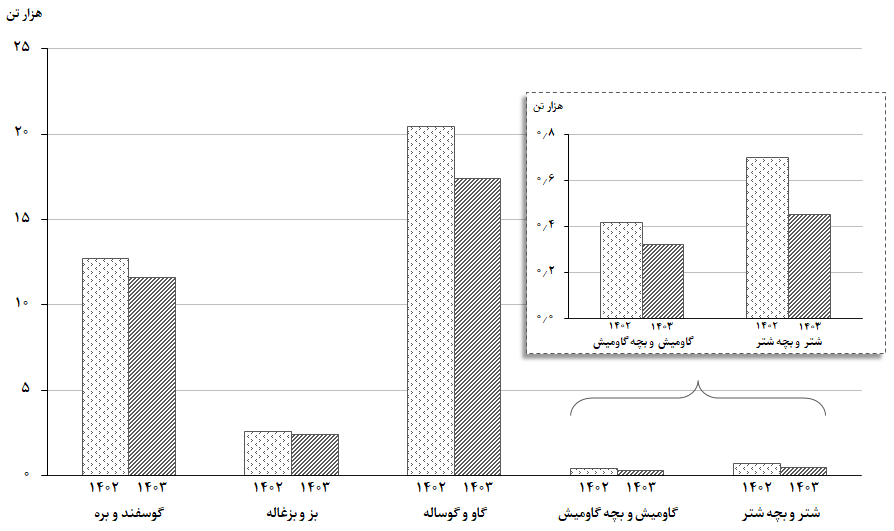 هزار تن
۲۵
۲۰
۱۵
۱۰
۵
۰
۱۴۰۲ ۱۴۰۳
گوسفند و بره
۱۴۰۲ ۱۴۰۳
بز و بزغاله
۱۴۰۲ ۱۴۰۳
گاو و گوساله
۱۴۰۲ ۱۴۰۳
گاومیش و بچه گاومیش
۱۴۰۲ ۱۴۰۳
شتر و بچه شتر
هزار تن
۰/۸
۰/۶
۰/۴
۰/۲
۰/۰
۱۴۰۲ ۱۴۰۳
گاومیش و بچه گاومیش
۱۴۰۲ ۱۴۰۳
شتر و بچه شتر